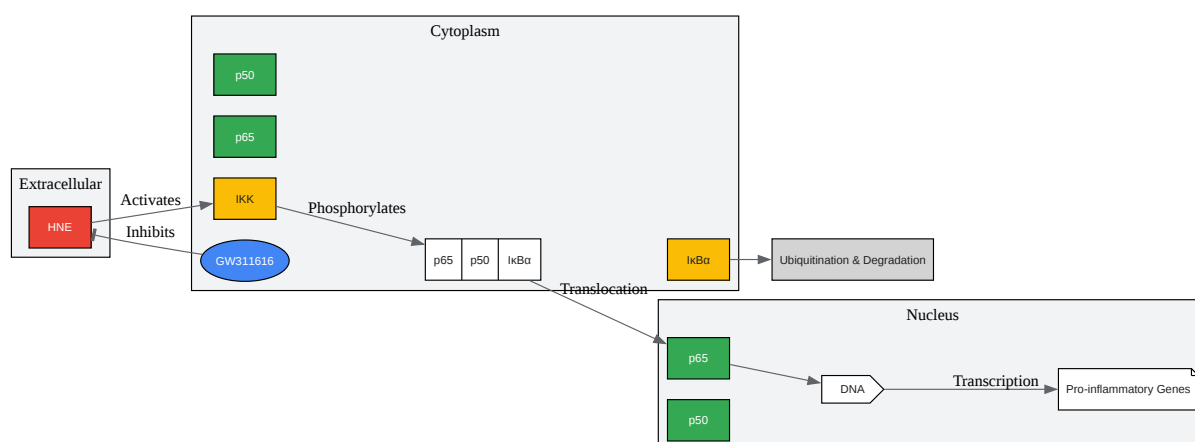 Cytoplasm
p50
p65
Extracellular
HNE
Activates
Inhibits
IKK
GW311616
Phosphorylates
p65
p50
IκBα
IκBα
Ubiquitination & Degradation
Translocation
Nucleus
p65
p50
DNA
Transcription
Pro-inflammatory Genes